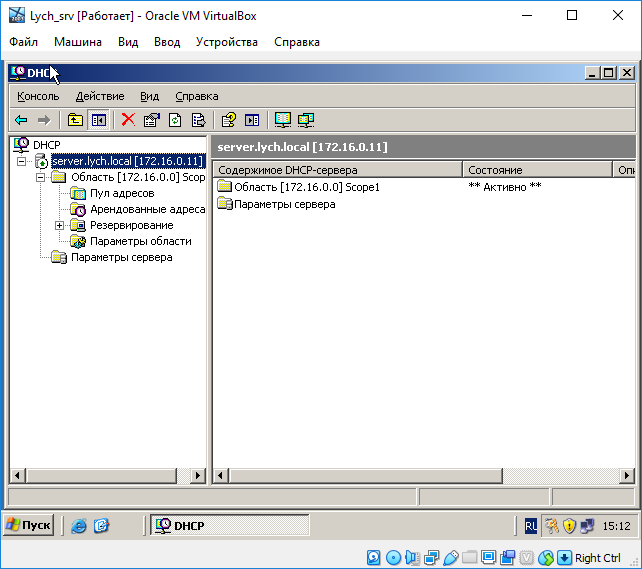 Lych_srv [Работает] - Oracle VM VirtualBox
Файл Машина Вид Ввод Устройства Справка
DHCP
Консоль Действие Вид Справка
DHCP
server.lych.local [172.16.0.11]
Область [172.16.0.0] Scop
Пул адресов
Арендованные адреса
Резервирование
Параметры области
Параметры сервера
server.lych.local [172.16.0.11]
Содержимое DHCP-сервера Состояние Опи
Область [172.16.0.0] Scope1 ** Активно **
Параметры сервера
Пуск DHCP RL 15:12
Right Ctrl